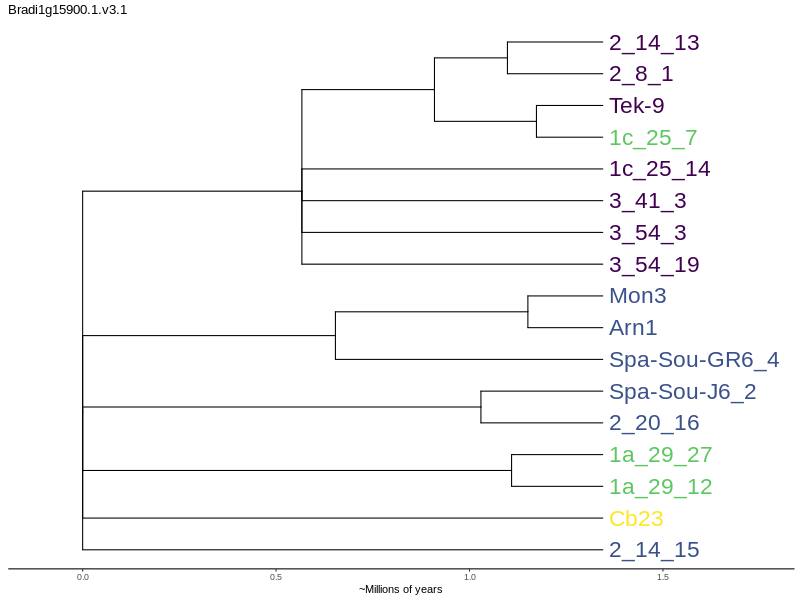 Bradi1g15900.1.v3.1
2_14_13
2_8_1
Tek-9
1c_25_7
1c_25_14
3_41_3
3_54_3
3_54_19
Mon3
Arn1
Spa-Sou-GR6_4
Spa-Sou-J6_2
2_20_16
1a_29_27
1a_29_12
Cb23
2_14_15
0.0 0.5 1.0 1.5
~Millions of years